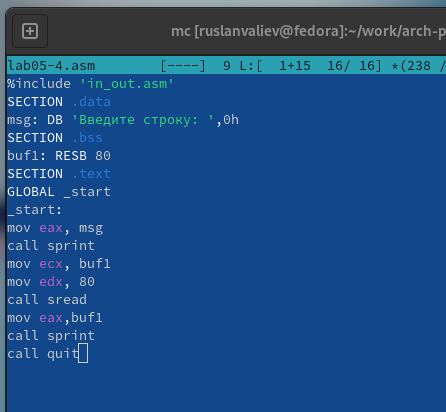 mc [ruslanvaliev@fedora]:~/work/arch-p
lab05-4.asm [----] 9 L:[ 1+15 16/ 16] *(238 /
%include 'in_out.asm'
SECTION .data
msg: DB 'Введите строку: ',0h
SECTION .bss
buf1: RESB 80
SECTION .text
GLOBAL _start
_start:
mov eax, msg
call sprint
mov ecx, buf1
mov edx, 80
call sread
mov eax,buf1
call sprint
call quit